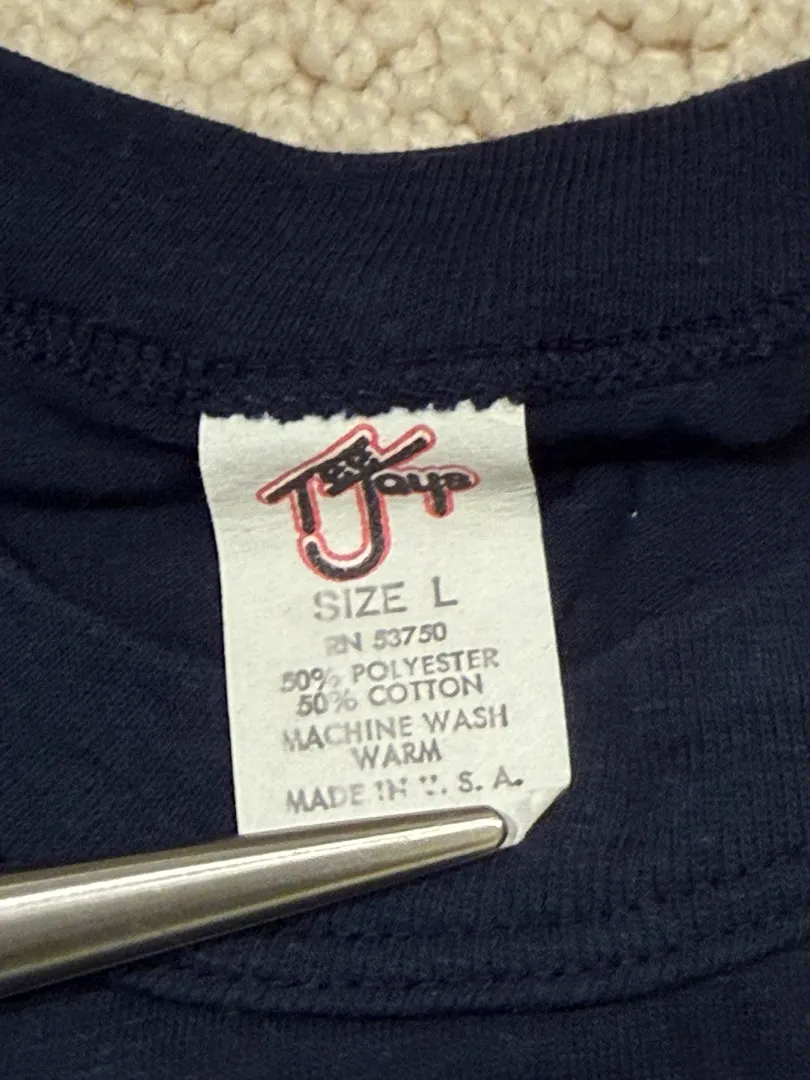 Tee Jays
SIZE L
RN 53750
50% POLYESTER
50% COTTON
MACHINE WASH
WARM
MADE IN U. S. A.